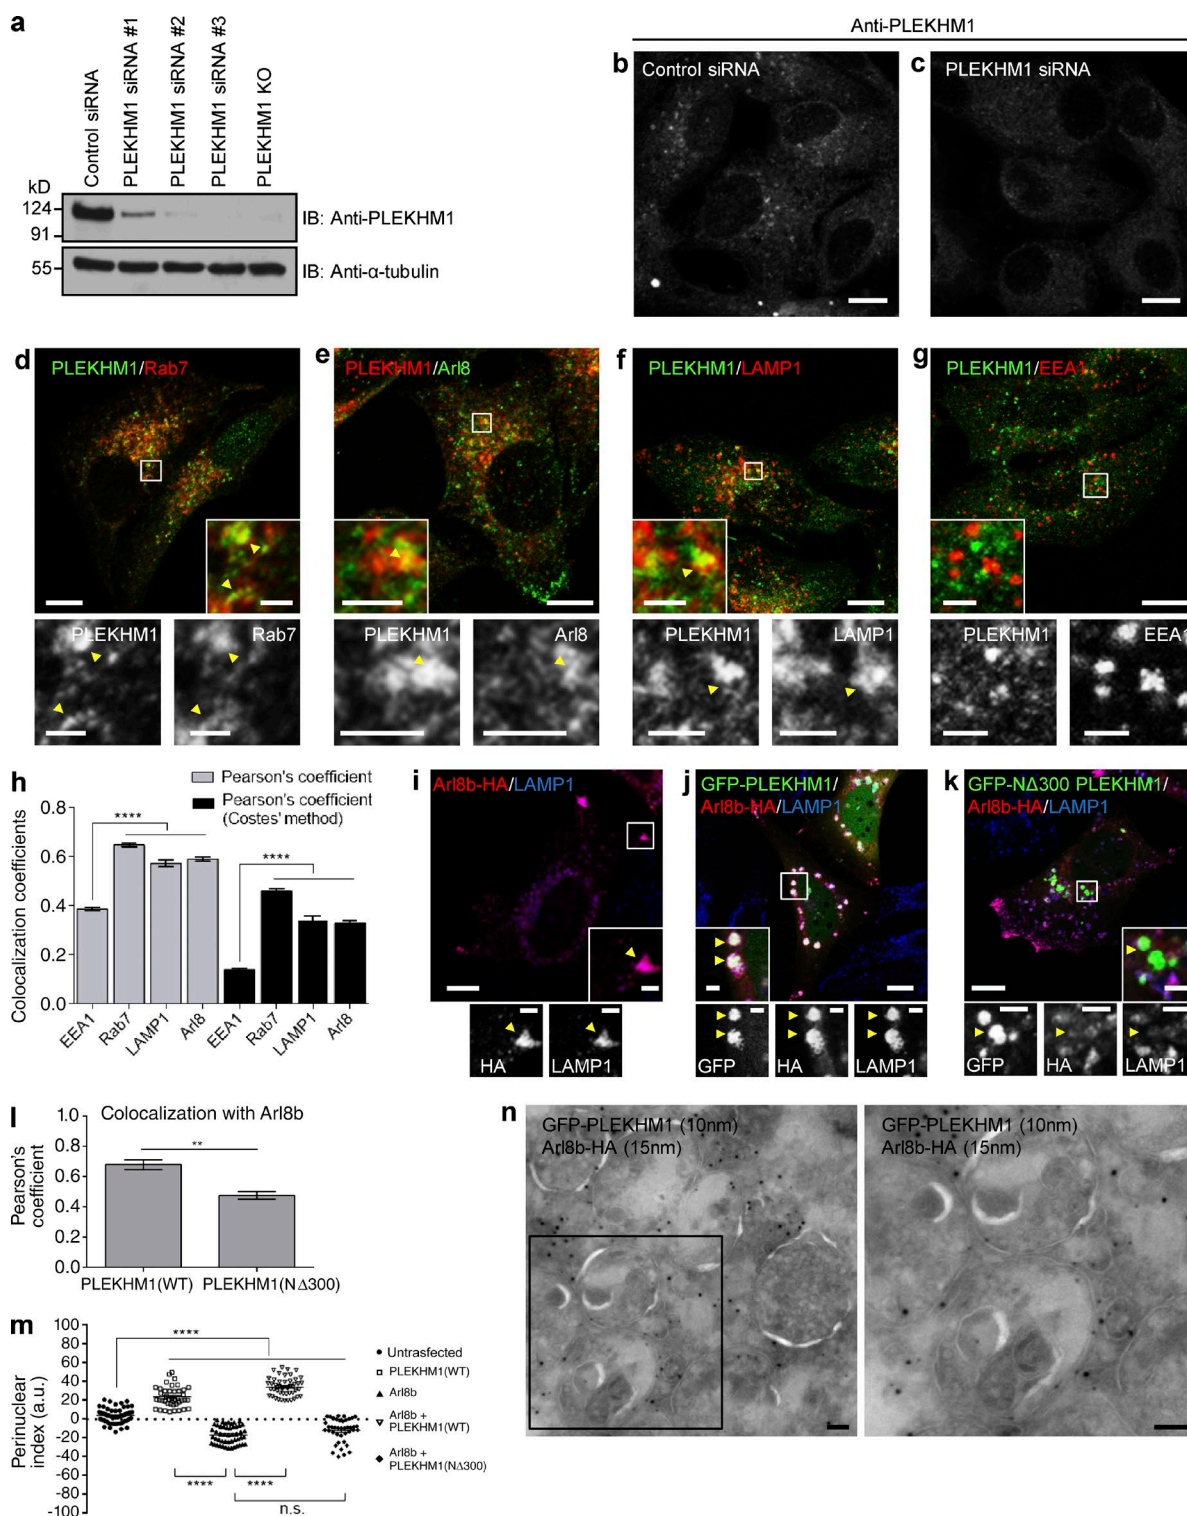 a
Control siRNA
PLEKHM1 siRNA #1
PLEKHM1 siRNA #2
PLEKHM1 siRNA #3
PLEKHM1 KO
kD
124
91
55
IB: Anti-PLEKHM1
IB: Anti-α-tubulin
Anti-PLEKHM1
b
Control siRNA
c
PLEKHM1 siRNA
d
PLEKHM1/Rab7
PLEKHM1
Rab7
e
PLEKHM1/Arl8
PLEKHM1
Arl8
f
PLEKHM1/LAMP1
PLEKHM1
LAMP1
g
PLEKHM1/EEA1
PLEKHM1
EEA1
h
Pearson's coefficient
Pearson's coefficient
(Costes' method)
Colocalization coefficients
0.8
0.6
0.4
0.2
0.0
****
****
EEA1
Rab7
LAMP1
Arl8
EEA1
Rab7
LAMP1
Arl8
i
Arl8b-HA/LAMP1
HA
LAMP1
j
GFP-PLEKHM1/
Arl8b-HA/LAMP1
GFP
HA
LAMP1
k
GFP-NΔ300 PLEKHM1/
Arl8b-HA/LAMP1
GFP
HA
LAMP1
l
Colocalization with Arl8b
Pearson's
coefficient
1.0
0.8
0.6
0.4
0.2
0.0
**
PLEKHM1(WT)
PLEKHM1(NΔ300)
m
Perinuclear
index (a.u.)
100
80
60
40
20
0
-20
-40
-60
-80
-100
****
****
****
n.s.
Untrasfected
PLEKHM1(WT)
Arl8b
Arl8b +
PLEKHM1(WT)
Arl8b +
PLEKHM1(NΔ300)
n
GFP-PLEKHM1 (10nm)
Arl8b-HA (15nm)
GFP-PLEKHM1 (10nm)
Arl8b-HA (15nm)